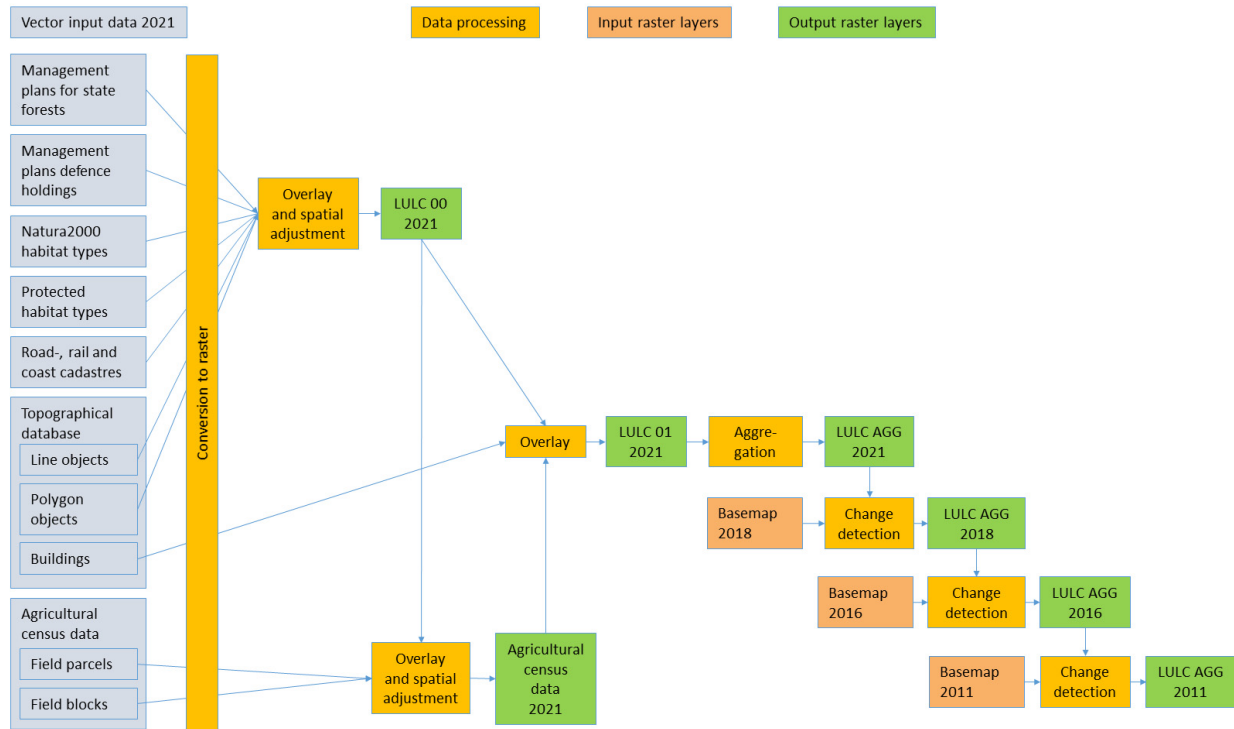 Vector input data 2021
Data processing
Input raster layers
Output raster layers
Management
plans for state
forests
Management
plans defence
holdings
Natura2000
habitat types
Protected
habitat types
Road-, rail and
coast cadastres
Topographical
database
Line objects
Polygon
objects
Buildings
Agricultural
census data
Field parcels
Field blocks
Conversion to raster
Overlay
and spatial
adjustment
LULC 00
2021
Overlay
and spatial
adjustment
Agricultural
census
data
2021
Overlay
LULC 01
2021
Aggre-
gation
LULC AGG
2021
Basemap
2018
Change
detection
LULC AGG
2018
Basemap
2016
Change
detection
LULC AGG
2016
Basemap
2011
Change
detection
LULC AGG
2011